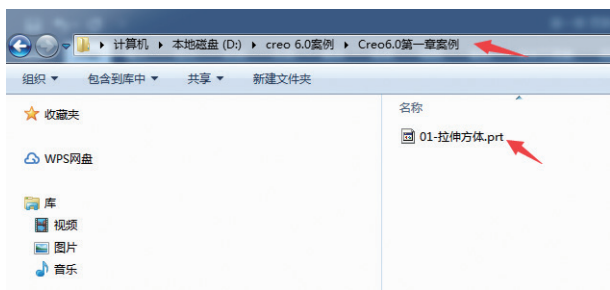 计算机 ▸ 本地磁盘 (D:) ▸ creo 6.0案例 ▸ Creo6.0第一章案例
组织 包含到库中 共享 新建文件夹
收藏夹
WPS网盘
库
视频
图片
音乐
名称
01-拉伸方体.prt